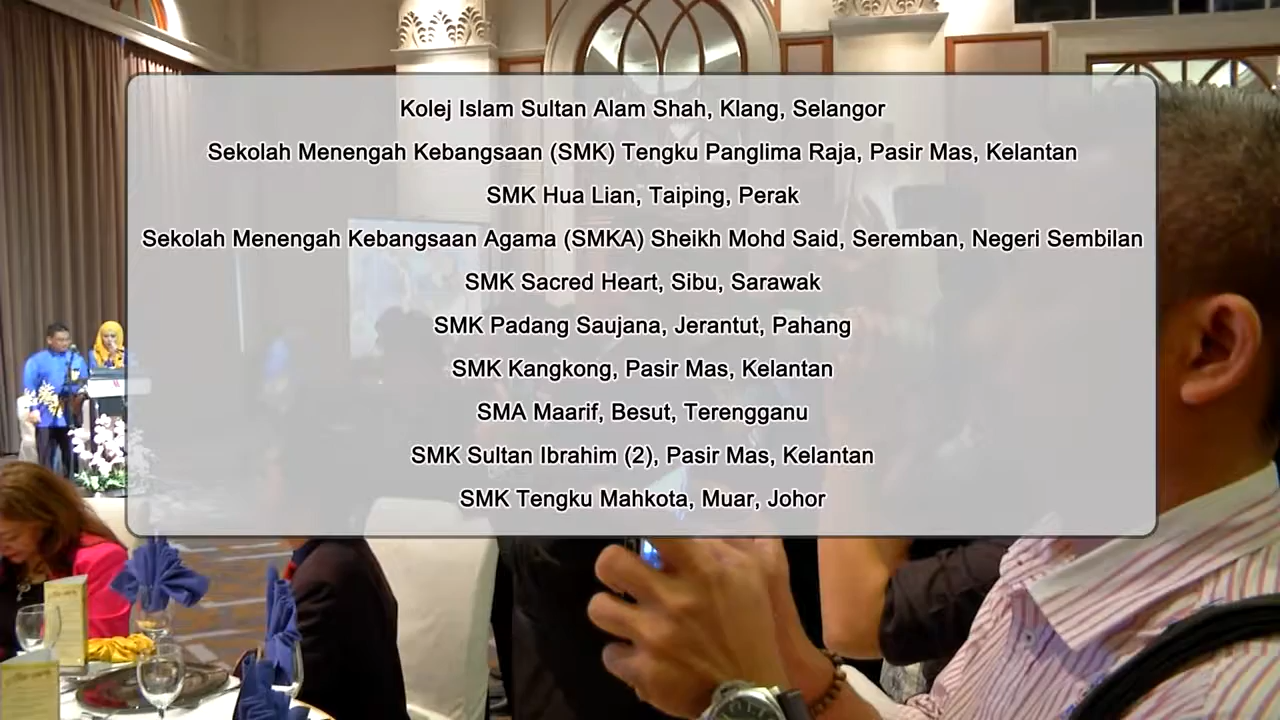 Kolej Islam Sultan Alam Shah, Klang, Selangor
Sekolah Menengah Kebangsaan (SMK) Tengku Panglima Raja, Pasir Mas, Kelantan
SMK Hua Lian, Taiping, Perak
Sekolah Menengah Kebangsaan Agama (SMKA) Sheikh Mohd Said, Seremban, Negeri Sembilan
SMK Sacred Heart, Sibu, Sarawak
SMK Padang Saujana, Jerantut, Pahang
SMK Kangkong, Pasir Mas, Kelantan
SMA Maarif, Besut, Terengganu
SMK Sultan Ibrahim (2), Pasir Mas, Kelantan
SMK Tengku Mahkota, Muar, Johor